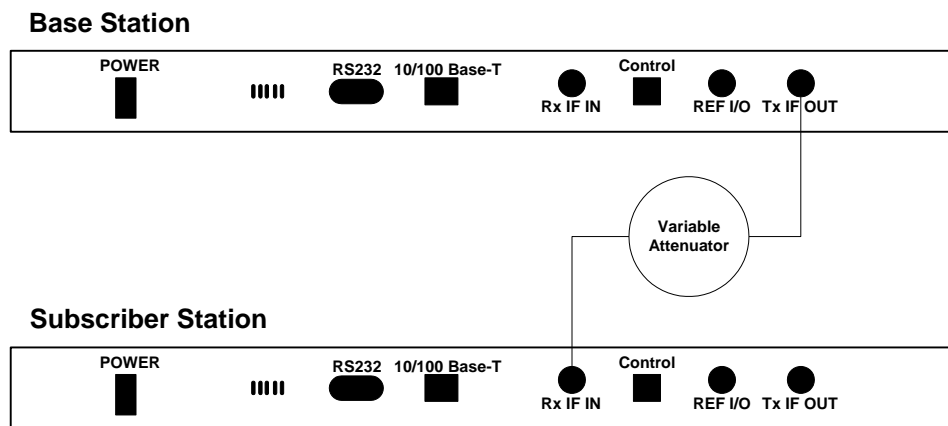 Base Station
POWER
RS232
10/100 Base-T
Rx IF IN
Control
REF I/O
Tx IF OUT
Variable
Attenuator
Subscriber Station
POWER
RS232
10/100 Base-T
Rx IF IN
Control
REF I/O
Tx IF OUT